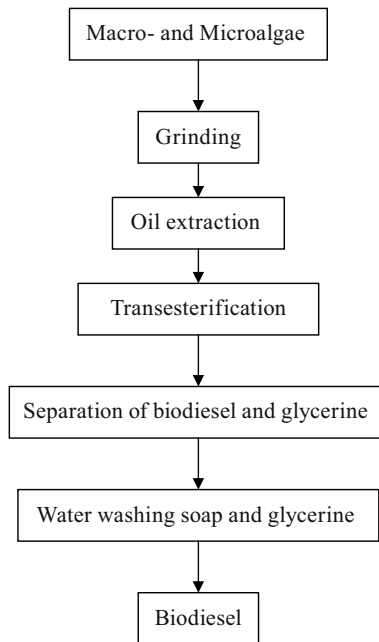 Macro- and Microalgae
Grinding
Oil extraction
Transesterification
Separation of biodiesel and glycerine
Water washing soap and glycerine
Biodiesel